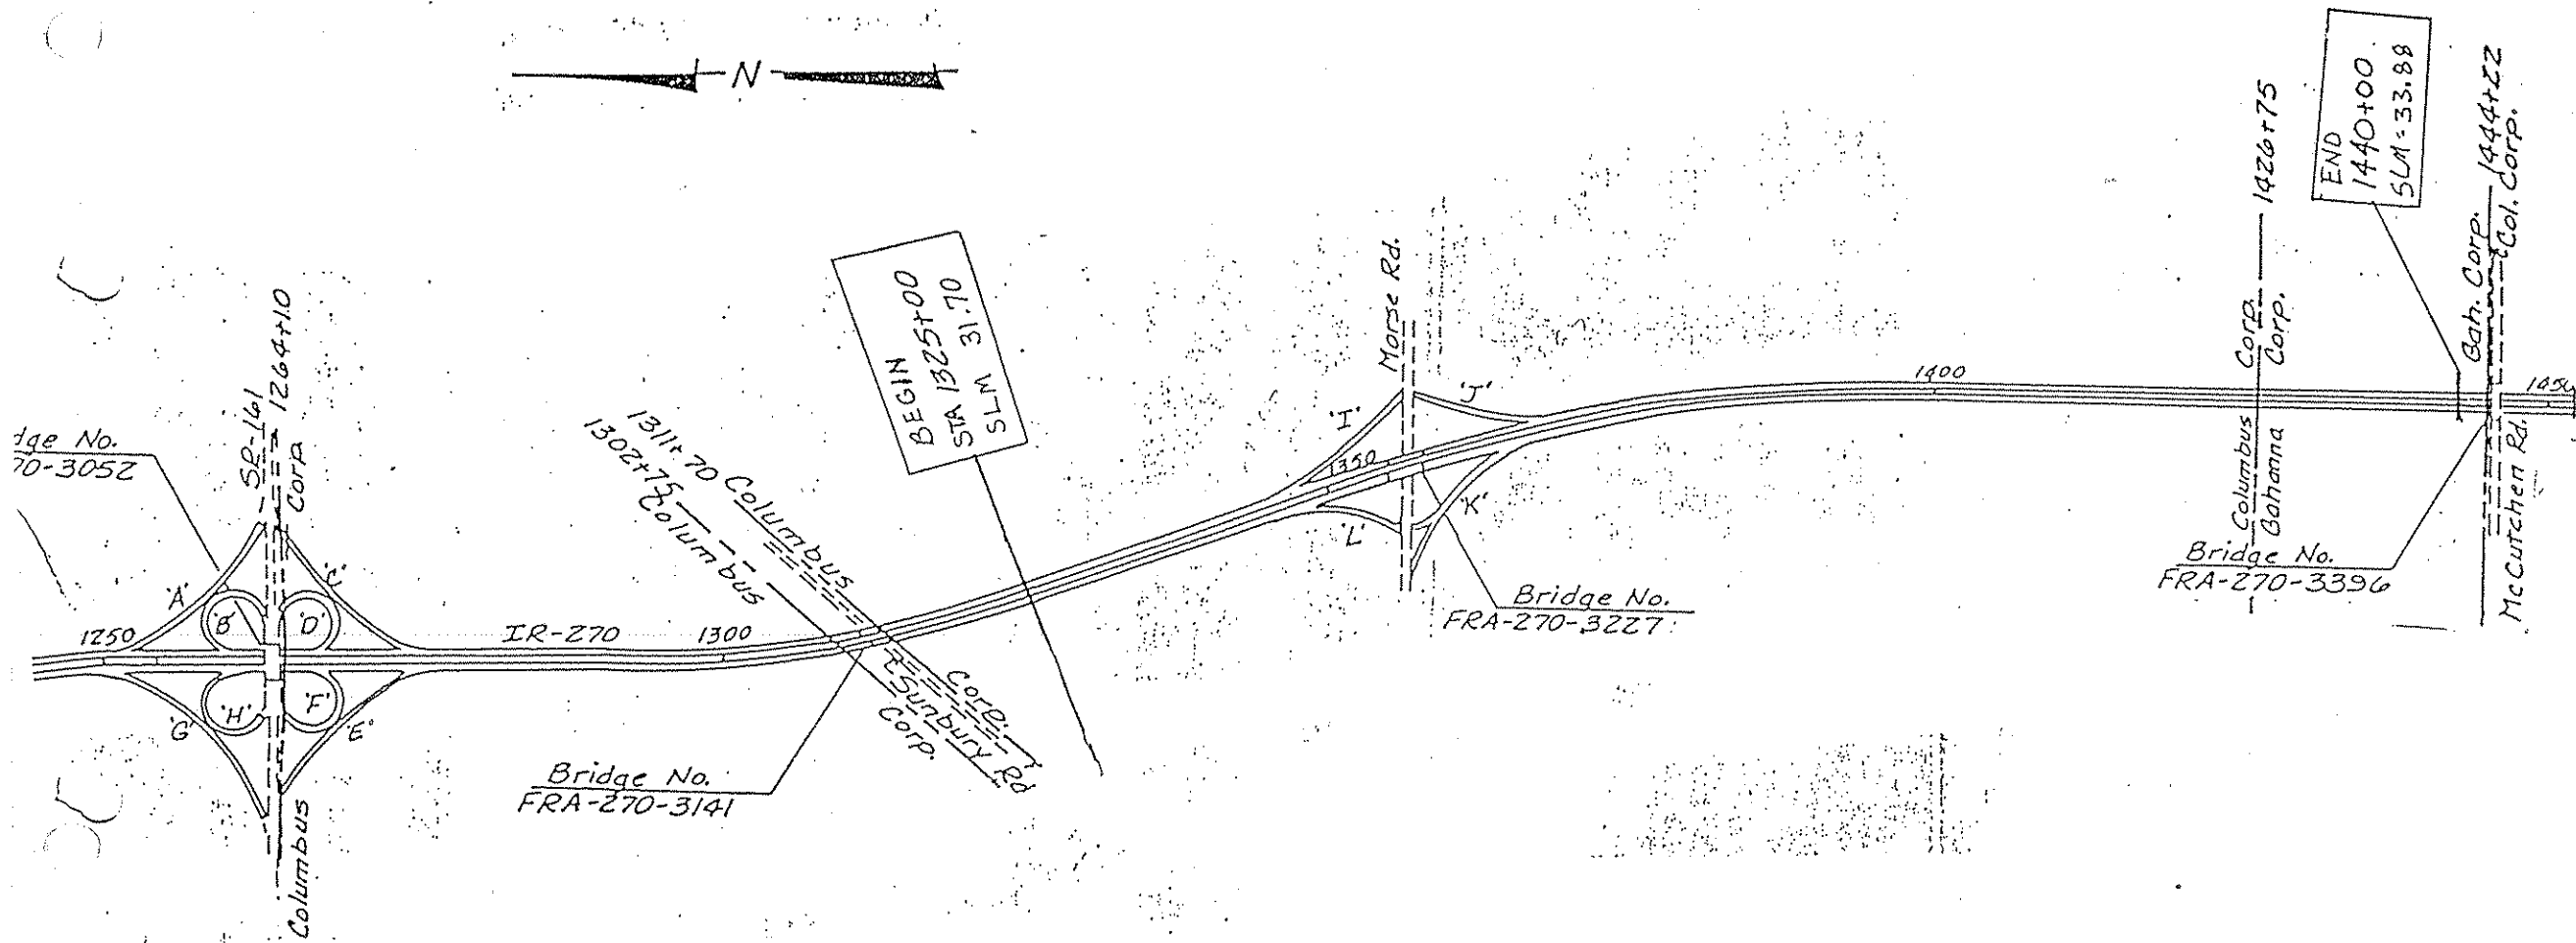 N
dge No.
70-3052
SR-161
1264+10
Corp
Columbus
'A'
'B'
'C'
'D'
'E'
'F'
'G'
'H'
1250
IR-270
1300
1311+70 Columbus
1302+75
Columbus
Corp.
Sunbury Rd
Corp.
Bridge No.
FRA-270-3141
BEGIN
STA 1325+00
SLM 31.70
Morse Rd.
'I'
'J'
'K'
'L'
1350
Bridge No.
FRA-270-3227
1400
1426+75
Columbus Corp.
Gahanna Corp.
END
1440+00
SLM=33.88
Gah. Corp. 1444+22
Col. Corp.
1450
McCutchen Rd.
Bridge No.
FRA-270-3396